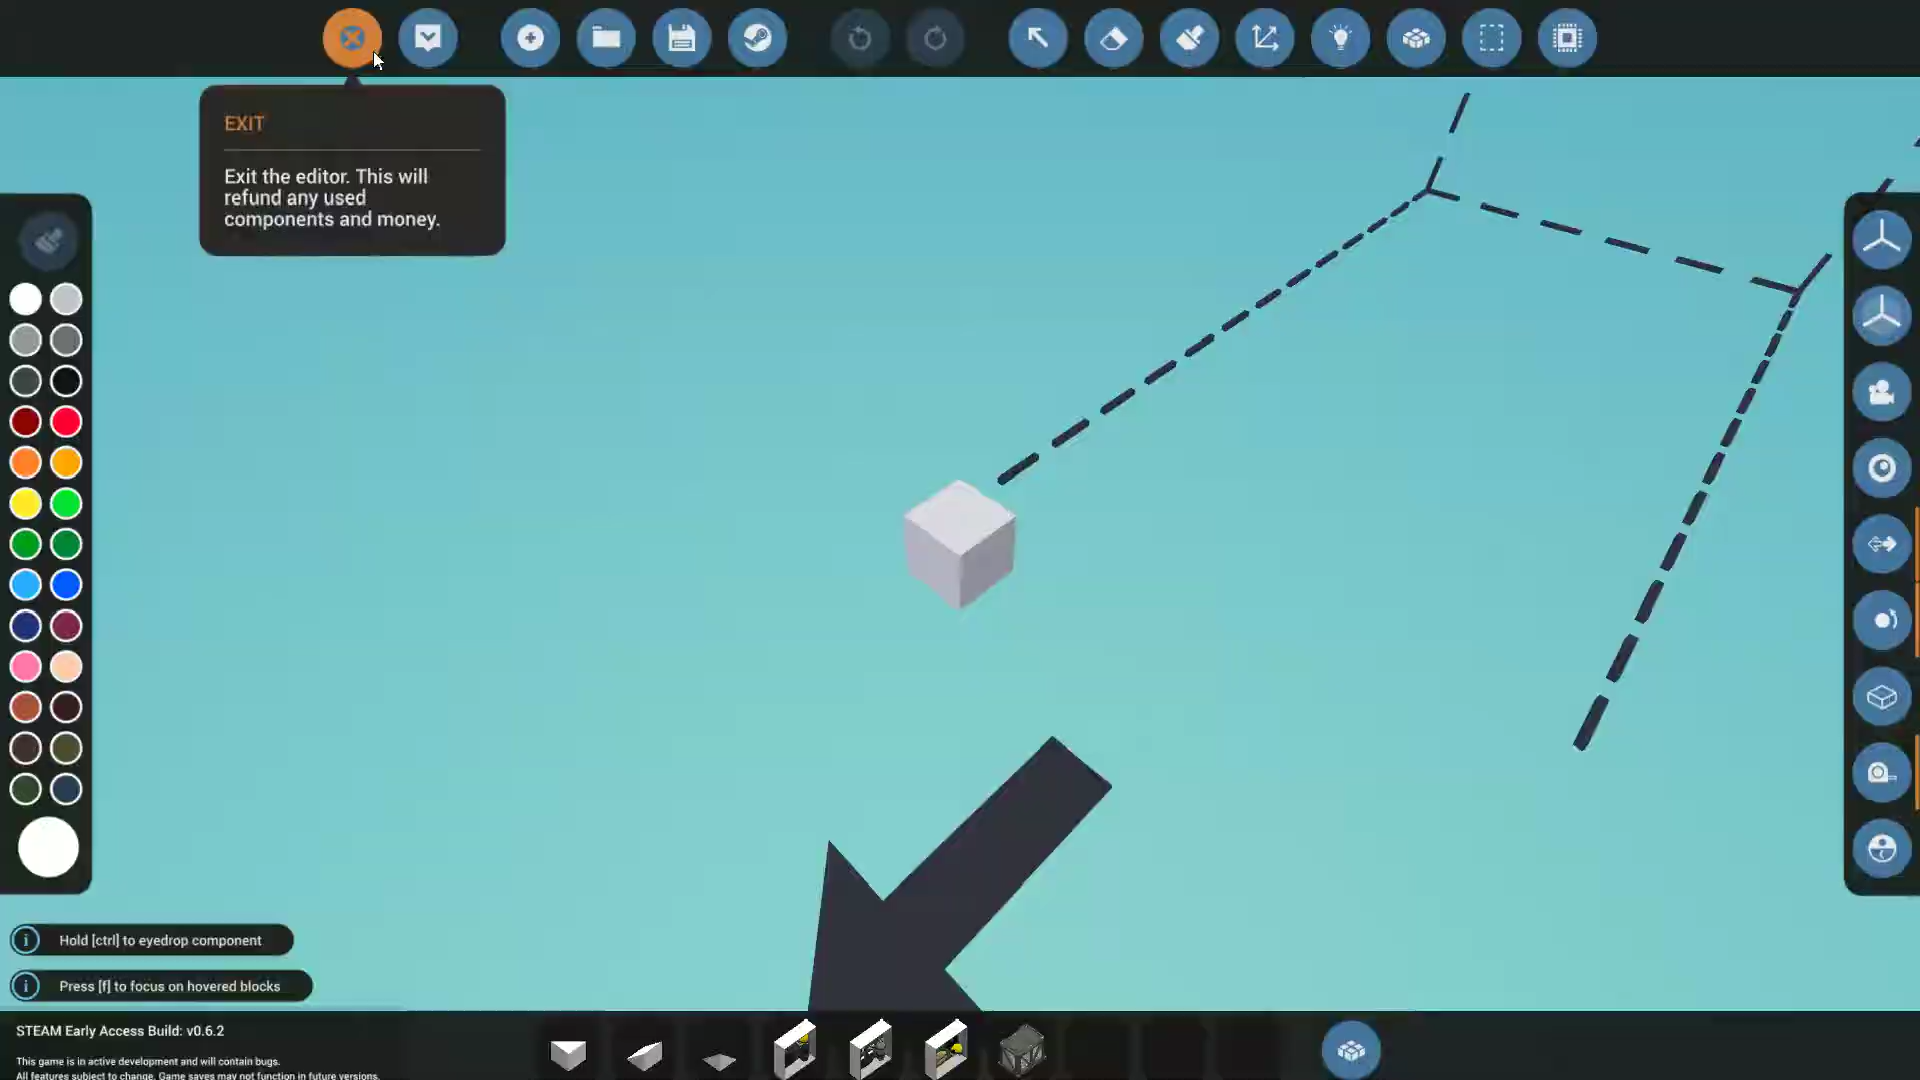 EXIT
Exit the editor. This will
refund any used
components and money.
Hold [ctrl] to eyedrop component
Press [f] to focus on hovered blocks
STEAM Early Access Build: v0.6.2
This game is in active development and will contain bugs.
All features subject to change. Game saves may not function in future versions.